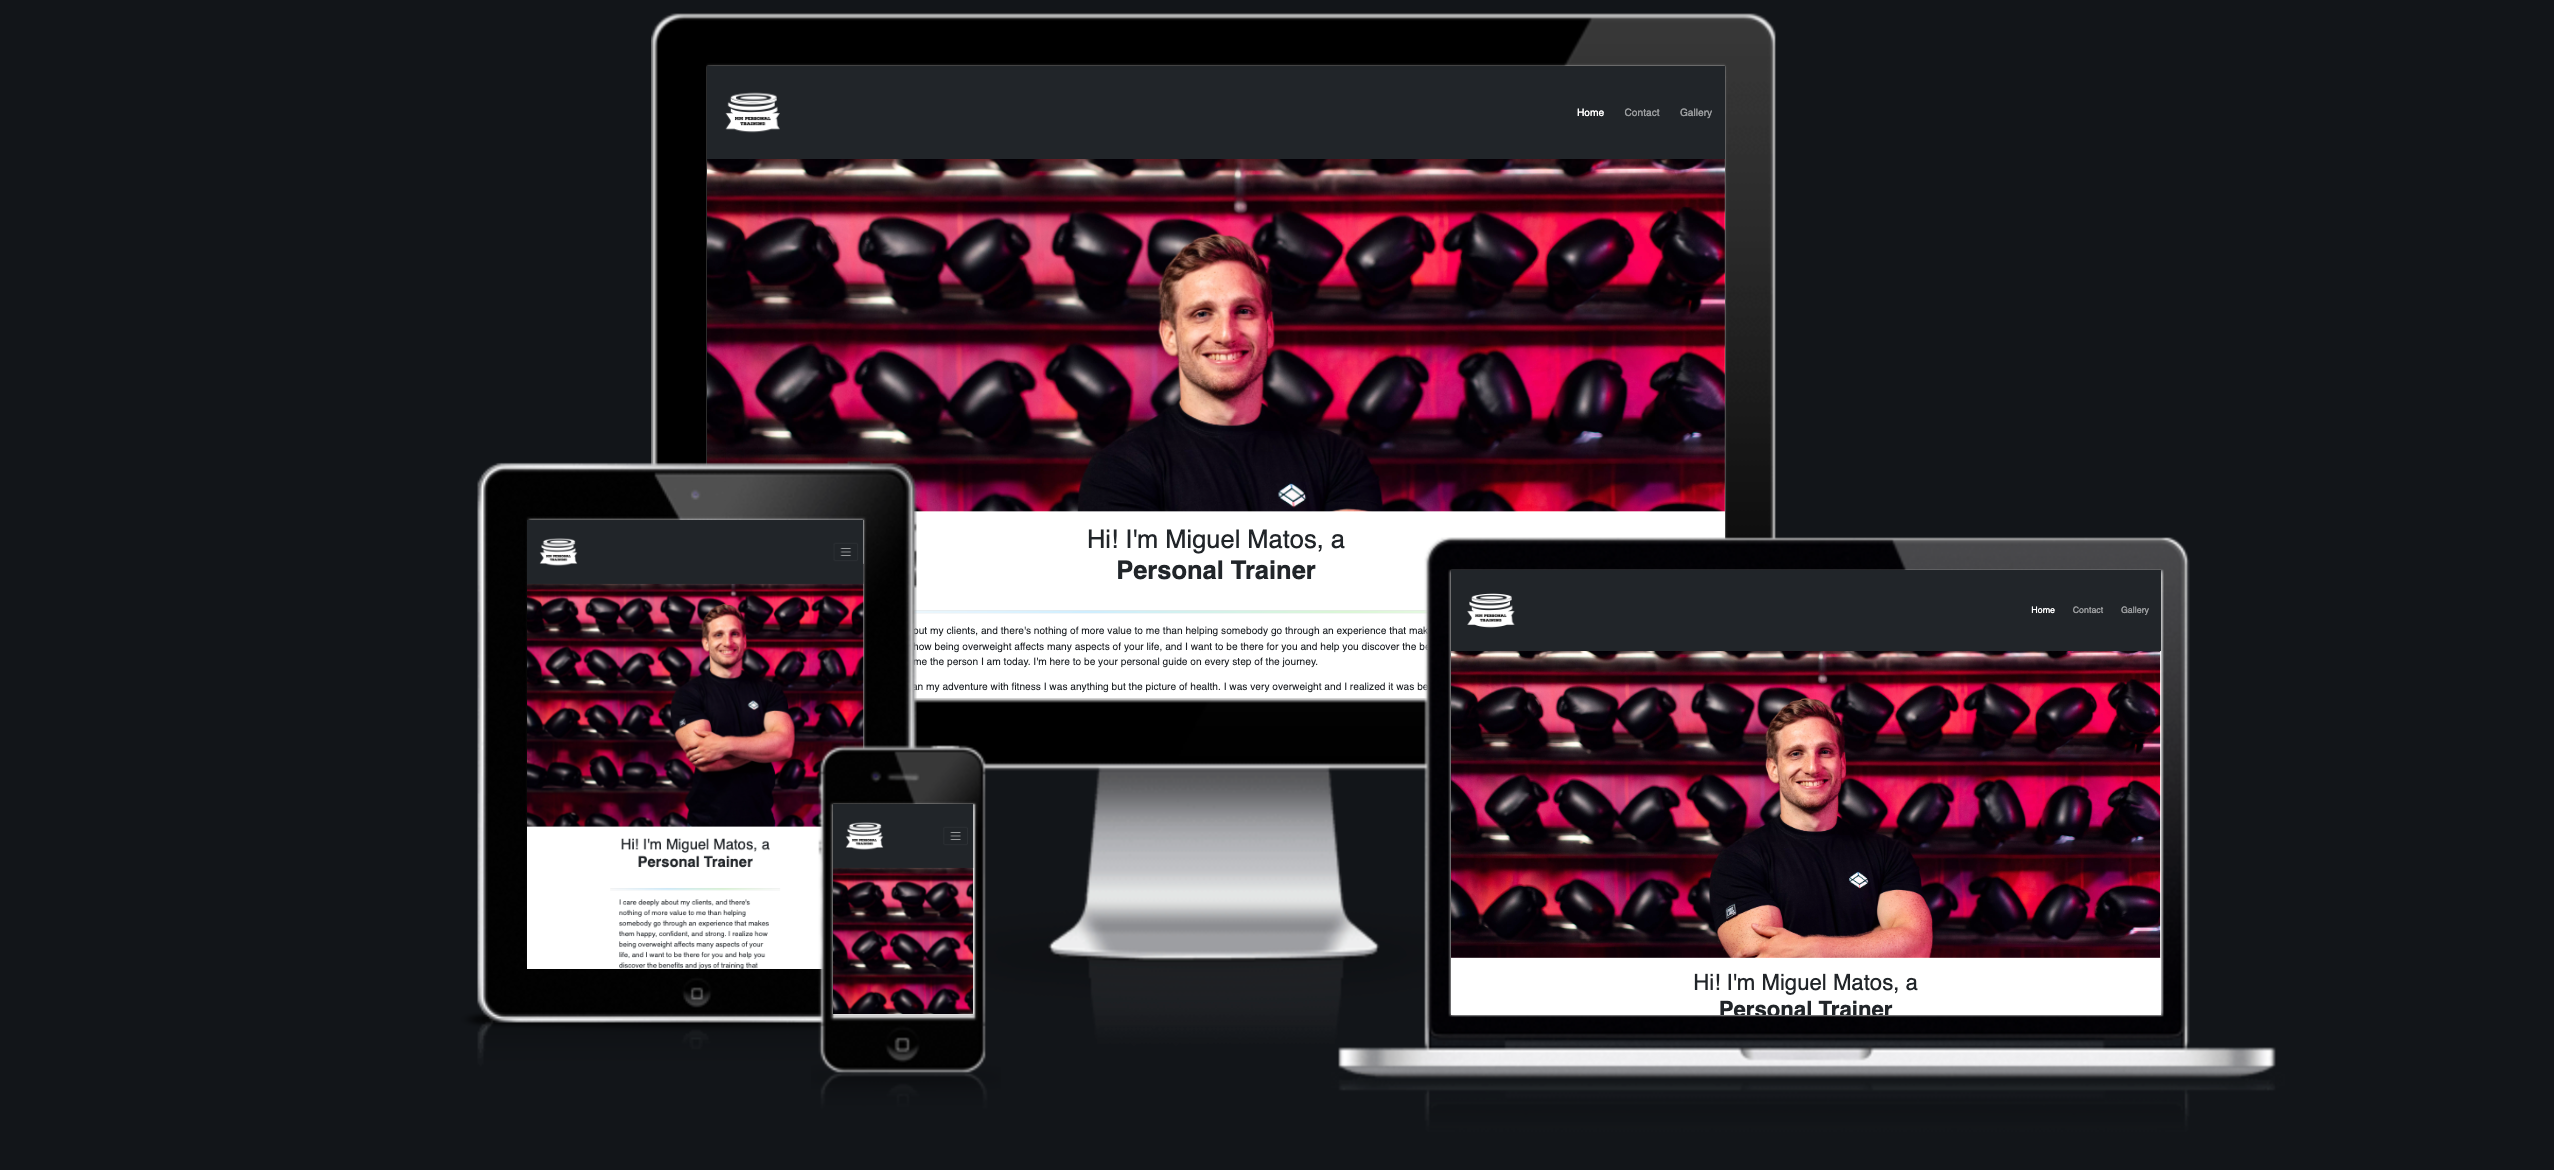 MM PERSONAL
TRAINING
Home Contact Gallery
Hi! I'm Miguel Matos, a
Personal Trainer
out my clients, and there's nothing of more value to me than helping somebody go through an experience that mak
how being overweight affects many aspects of your life, and I want to be there for you and help you discover the be
me the person I am today. I'm here to be your personal guide on every step of the journey.
an my adventure with fitness I was anything but the picture of health. I was very overweight and I realized it was be
MM PERSONAL
TRAINING
Hi! I'm Miguel Matos, a
Personal Trainer
I care deeply about my clients, and there's
nothing of more value to me than helping
somebody go through an experience that makes
them happy, confident, and strong. I realize how
being overweight affects many aspects of your
life, and I want to be there for you and help you
discover the benefits and joys of training that
MM PERSONAL
TRAINING
MM PERSONAL
TRAINING
Home Contact Gallery
Hi! I'm Miguel Matos, a
Personal Trainer